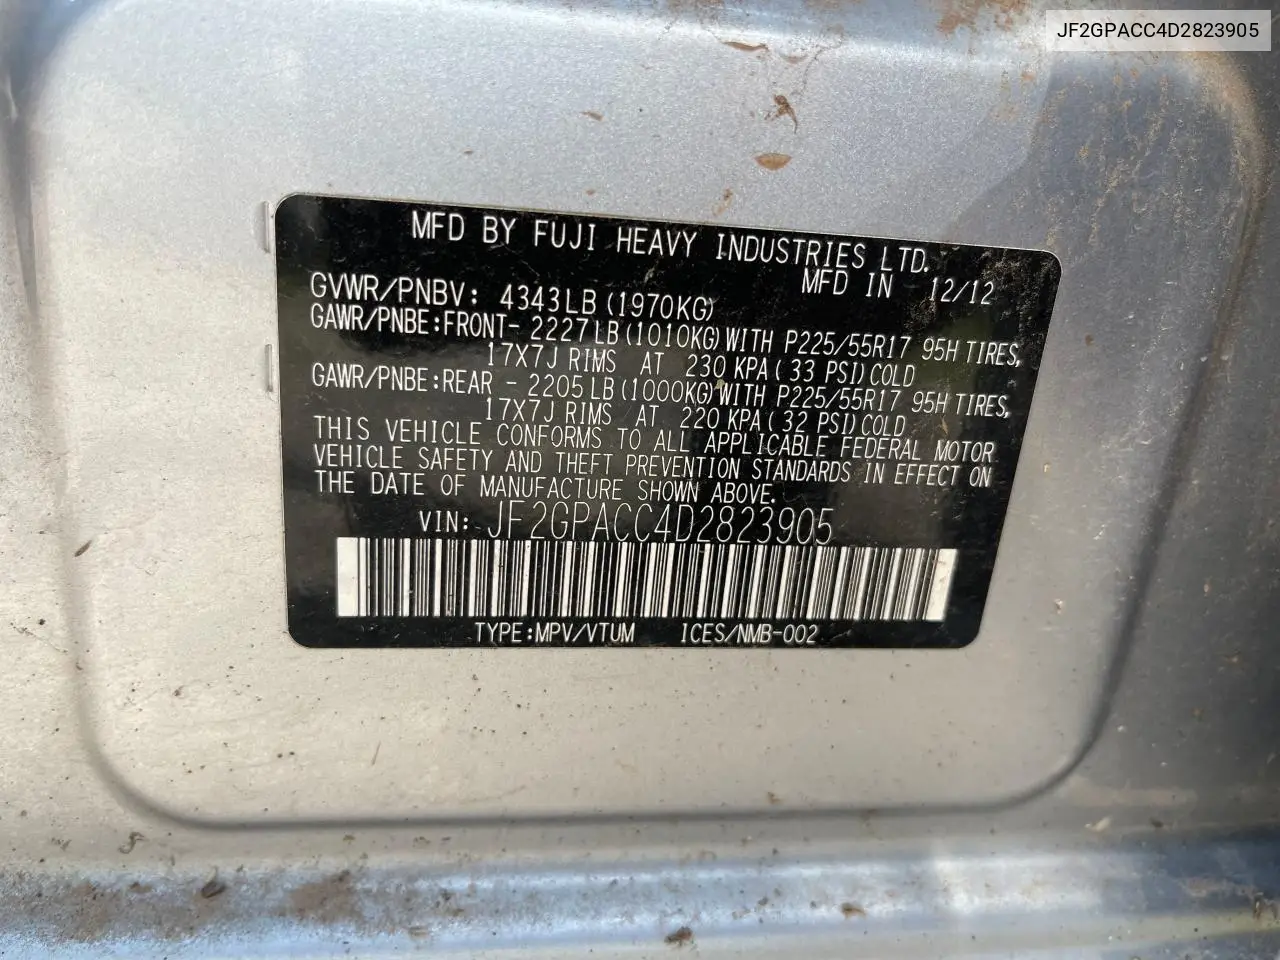 JF2GPACC4D2823905
MFD BY FUJI HEAVY INDUSTRIES LTD.
MFD IN 12/12
GVWR/PNBV: 4343LB(1970KG)
GAWR/PNBE:FRONT- 2227LB(1010KG)WITH P225/55R17 95H TIRES,
17X7J RIMS AT 230 KPA( 33 PSI)COLD
GAWR/PNBE:REAR - 2205LB(1000KG)WITH P225/55R17 95H TIRES,
17X7J RIMS AT 220 KPA( 32 PSI)COLD
THIS VEHICLE CONFORMS TO ALL APPLICABLE FEDERAL MOTOR
VEHICLE SAFETY AND THEFT PREVENTION STANDARDS IN EFFECT ON
THE DATE OF MANUFACTURE SHOWN ABOVE.
VIN: JF2GPACC4D2823905
TYPE:MPV/VTUM ICES/NMB-002